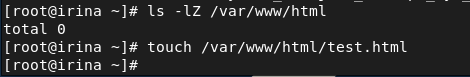 [root@irina ~]# ls -lZ /var/www/html
total 0
[root@irina ~]# touch /var/www/html/test.html
[root@irina ~]#